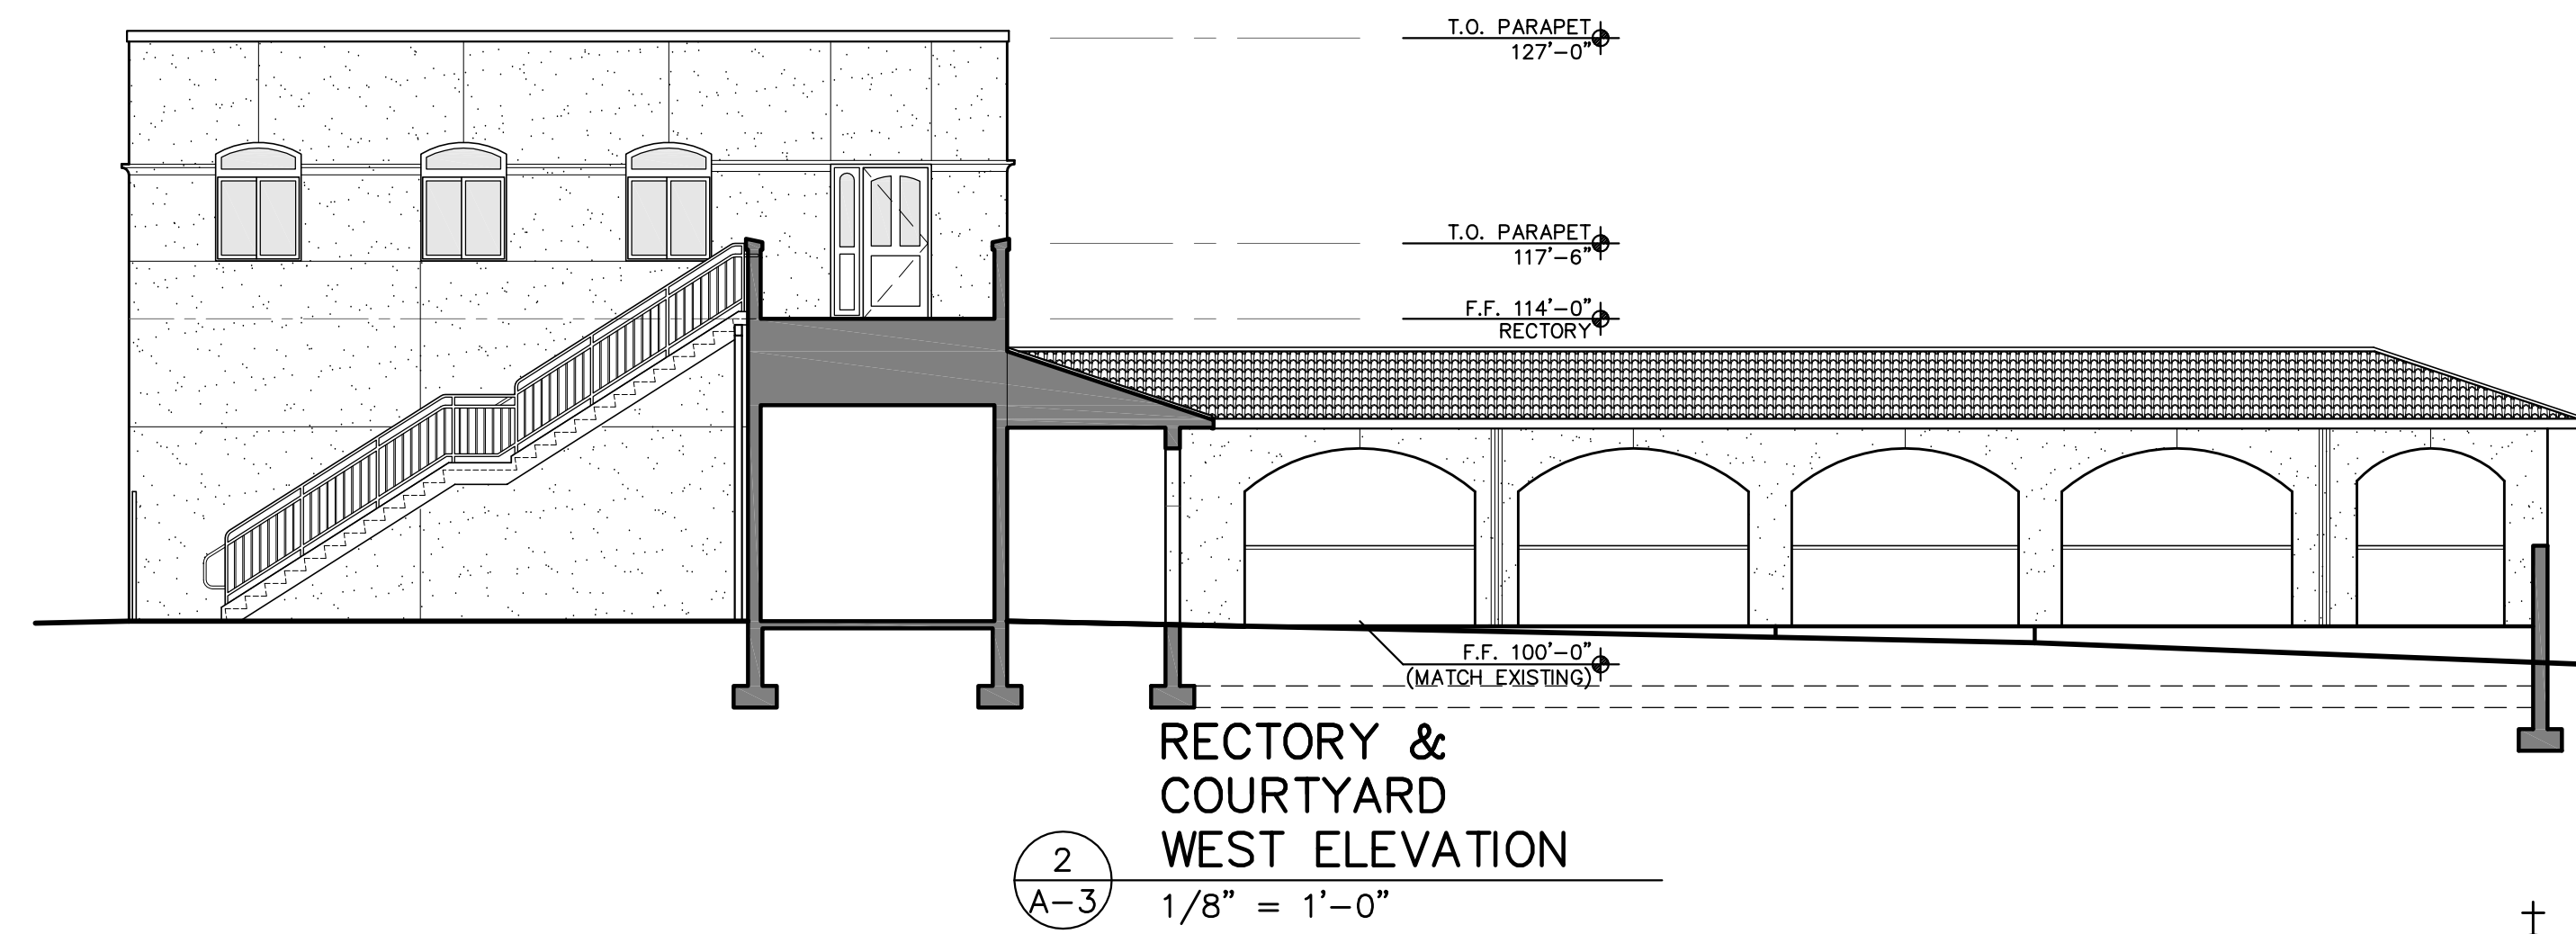 T.O. PARAPET
127'-0"
T.O. PARAPET
117'-6"
F.F. 114'-0"
RECTORY
F.F. 100'-0"
(MATCH EXISTING)
RECTORY &
COURTYARD
WEST ELEVATION
2
A-3
1/8" = 1'-0"